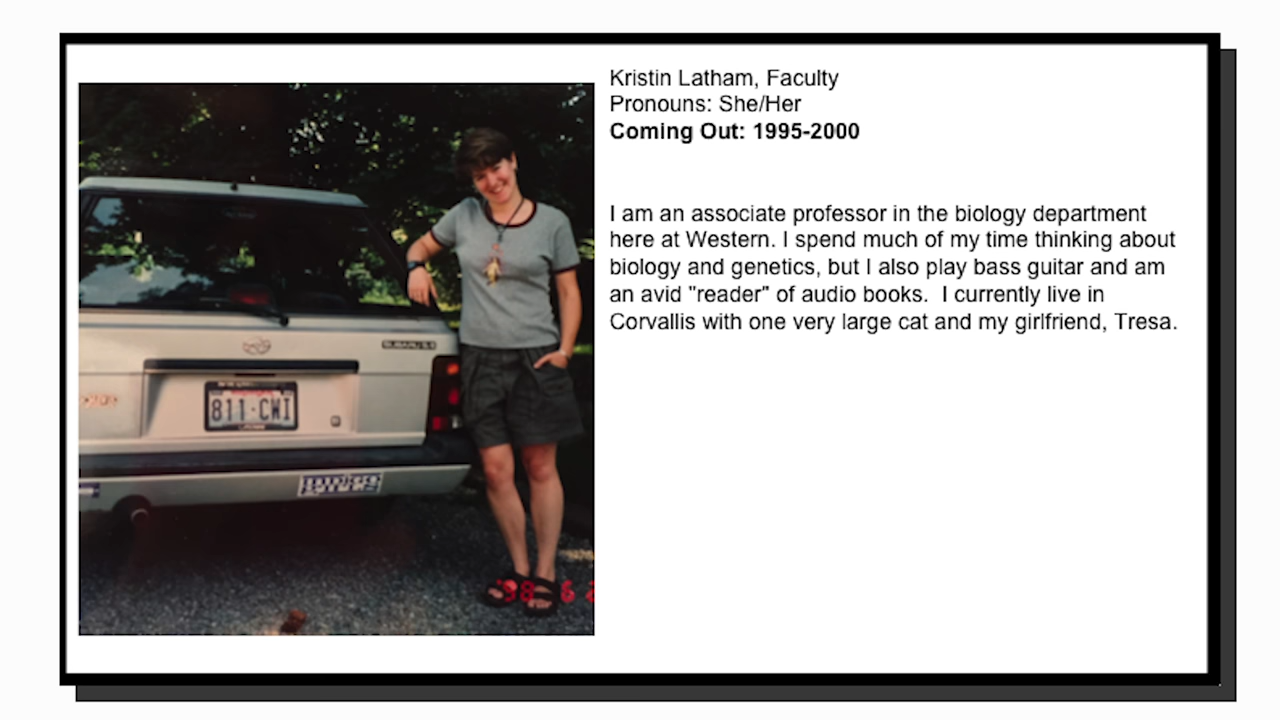 Kristin Latham, Faculty
Pronouns: She/Her
Coming Out: 1995-2000
I am an associate professor in the biology department
here at Western. I spend much of my time thinking about
biology and genetics, but I also play bass guitar and am
an avid "reader" of audio books.  I currently live in
Corvallis with one very large cat and my girlfriend, Tresa.
SUBARU
811·CWI
'98 6